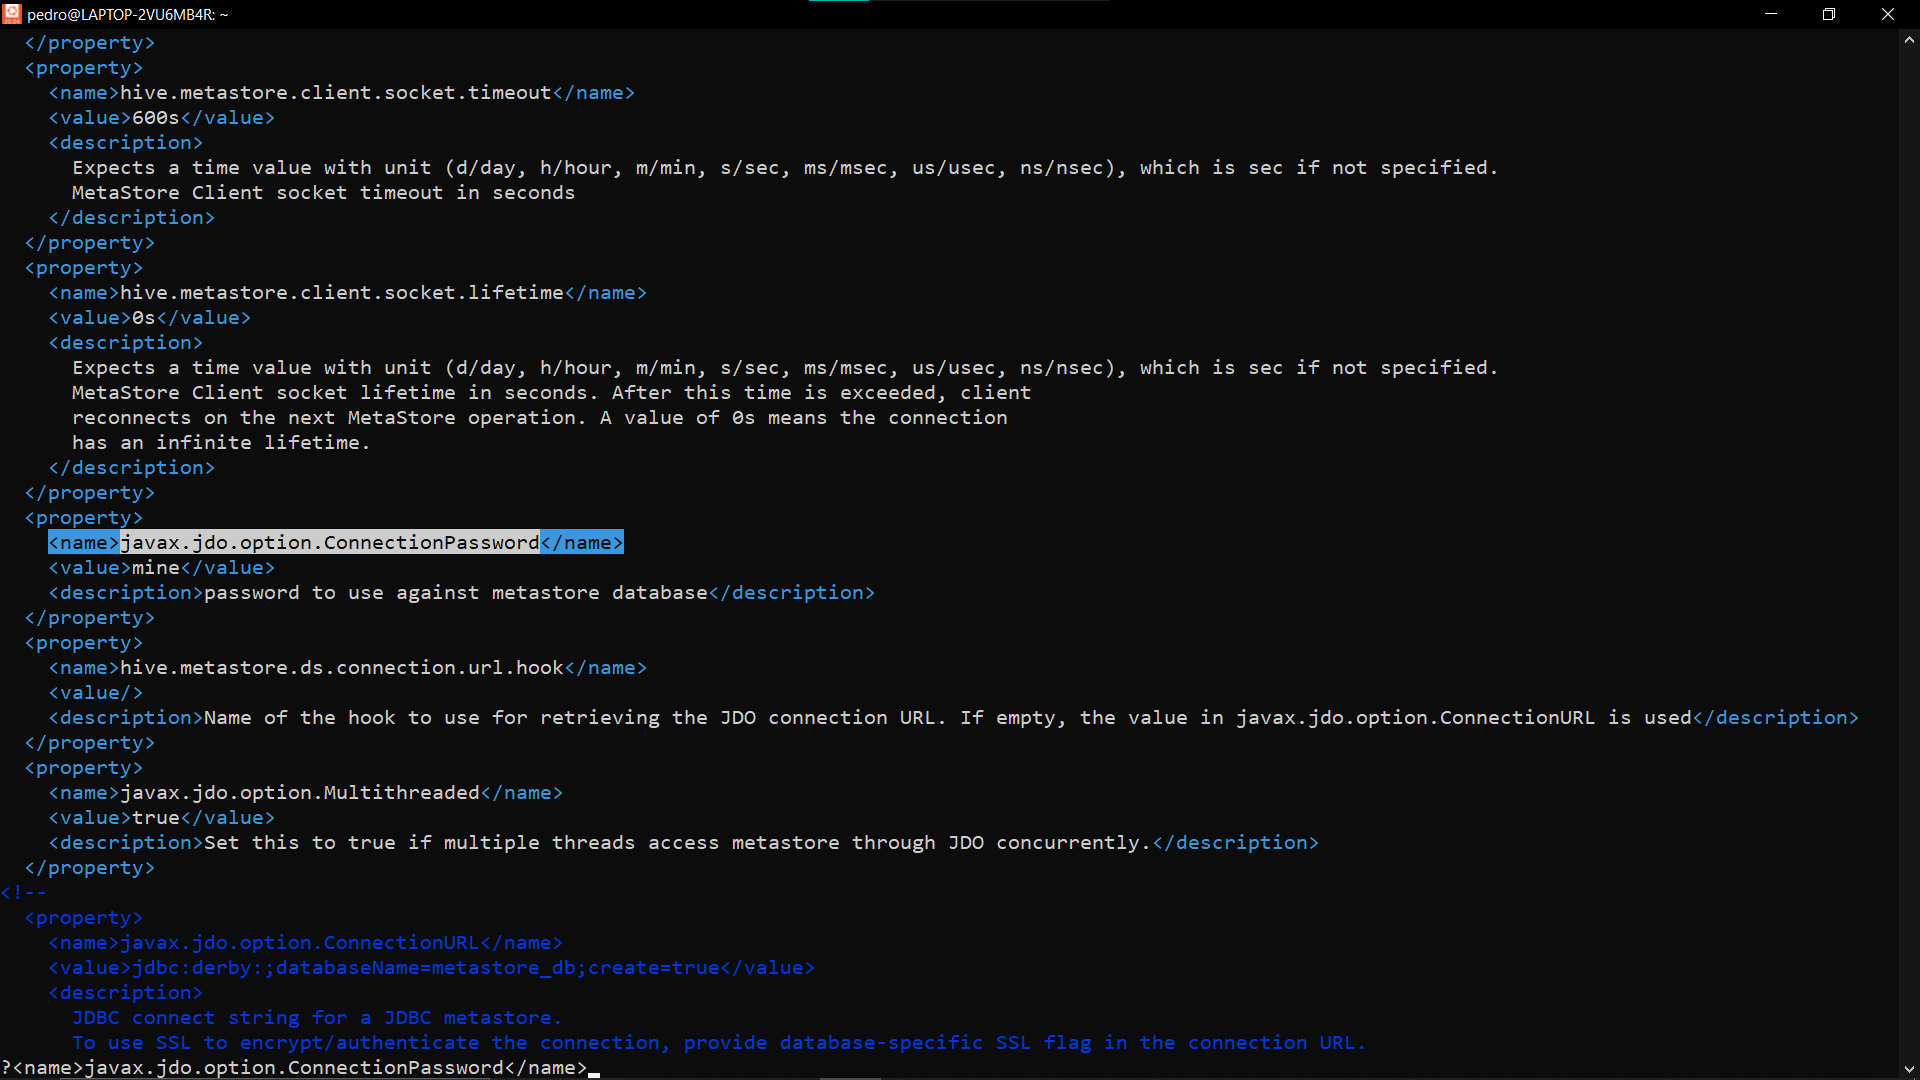 pedro@LAPTOP-2VU6MB4R: ~
  </property>
  <property>
    <name>hive.metastore.client.socket.timeout</name>
    <value>600s</value>
    <description>
      Expects a time value with unit (d/day, h/hour, m/min, s/sec, ms/msec, us/usec, ns/nsec), which is sec if not specified.
      MetaStore Client socket timeout in seconds
    </description>
  </property>
  <property>
    <name>hive.metastore.client.socket.lifetime</name>
    <value>0s</value>
    <description>
      Expects a time value with unit (d/day, h/hour, m/min, s/sec, ms/msec, us/usec, ns/nsec), which is sec if not specified.
      MetaStore Client socket lifetime in seconds. After this time is exceeded, client
      reconnects on the next MetaStore operation. A value of 0s means the connection
      has an infinite lifetime.
    </description>
  </property>
  <property>
    <name>javax.jdo.option.ConnectionPassword</name>
    <value>mine</value>
    <description>password to use against metastore database</description>
  </property>
  <property>
    <name>hive.metastore.ds.connection.url.hook</name>
    <value/>
    <description>Name of the hook to use for retrieving the JDO connection URL. If empty, the value in javax.jdo.option.ConnectionURL is used</description>
  </property>
  <property>
    <name>javax.jdo.option.Multithreaded</name>
    <value>true</value>
    <description>Set this to true if multiple threads access metastore through JDO concurrently.</description>
  </property>
<!--
  <property>
    <name>javax.jdo.option.ConnectionURL</name>
    <value>jdbc:derby:;databaseName=metastore_db;create=true</value>
    <description>
      JDBC connect string for a JDBC metastore.
      To use SSL to encrypt/authenticate the connection, provide database-specific SSL flag in the connection URL.
?<name>javax.jdo.option.ConnectionPassword</name>